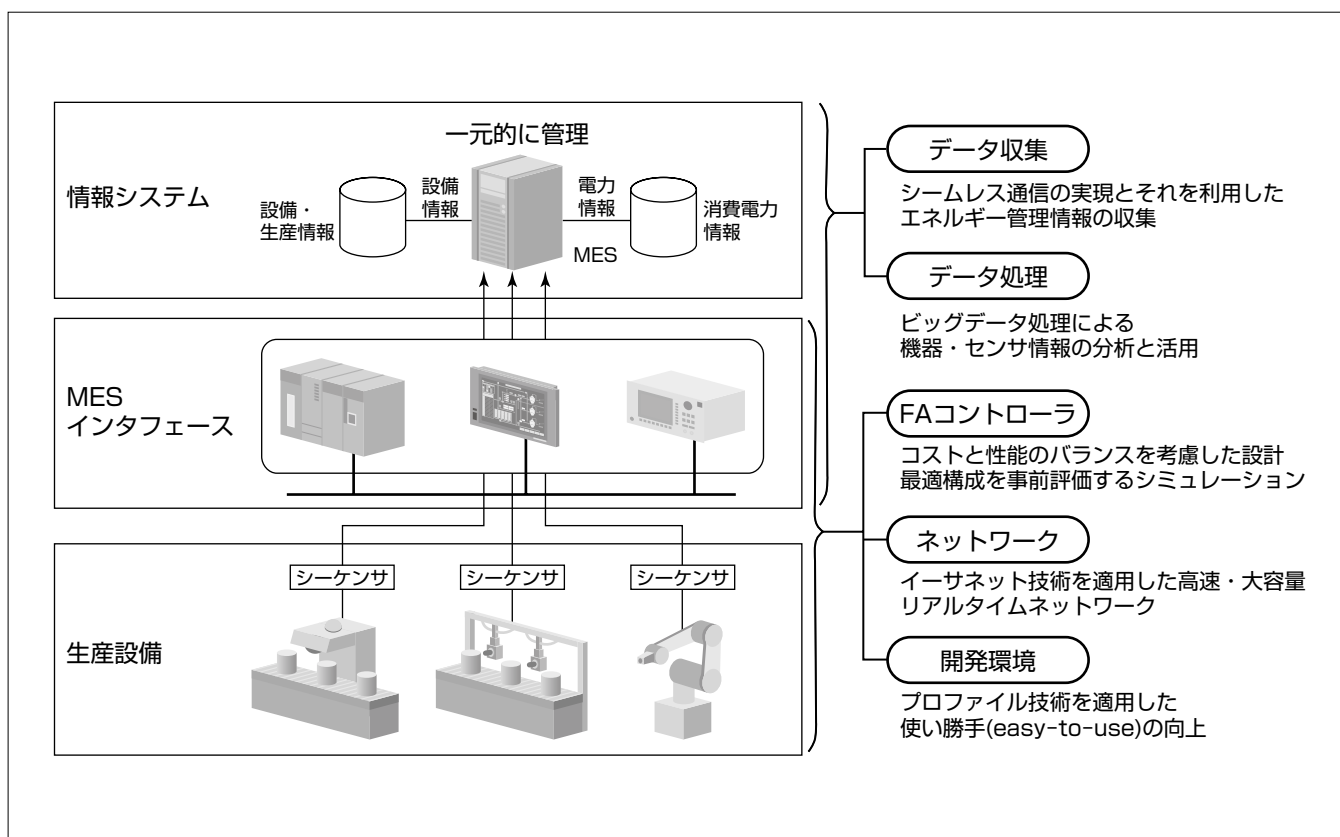 一元的に管理
情報システム
設備・
生産情報
設備
情報
電力
情報
消費電力
情報
MES
MES
インタフェース
シーケンサ
シーケンサ
シーケンサ
生産設備
データ収集
シームレス通信の実現とそれを利用した
エネルギー管理情報の収集
データ処理
ビッグデータ処理による
機器・センサ情報の分析と活用
FAコントローラ
コストと性能のバランスを考慮した設計
最適構成を事前評価するシミュレーション
ネットワーク
イーサネット技術を適用した高速・大容量
リアルタイムネットワーク
開発環境
プロファイル技術を適用した
使い勝手(easy-to-use)の向上